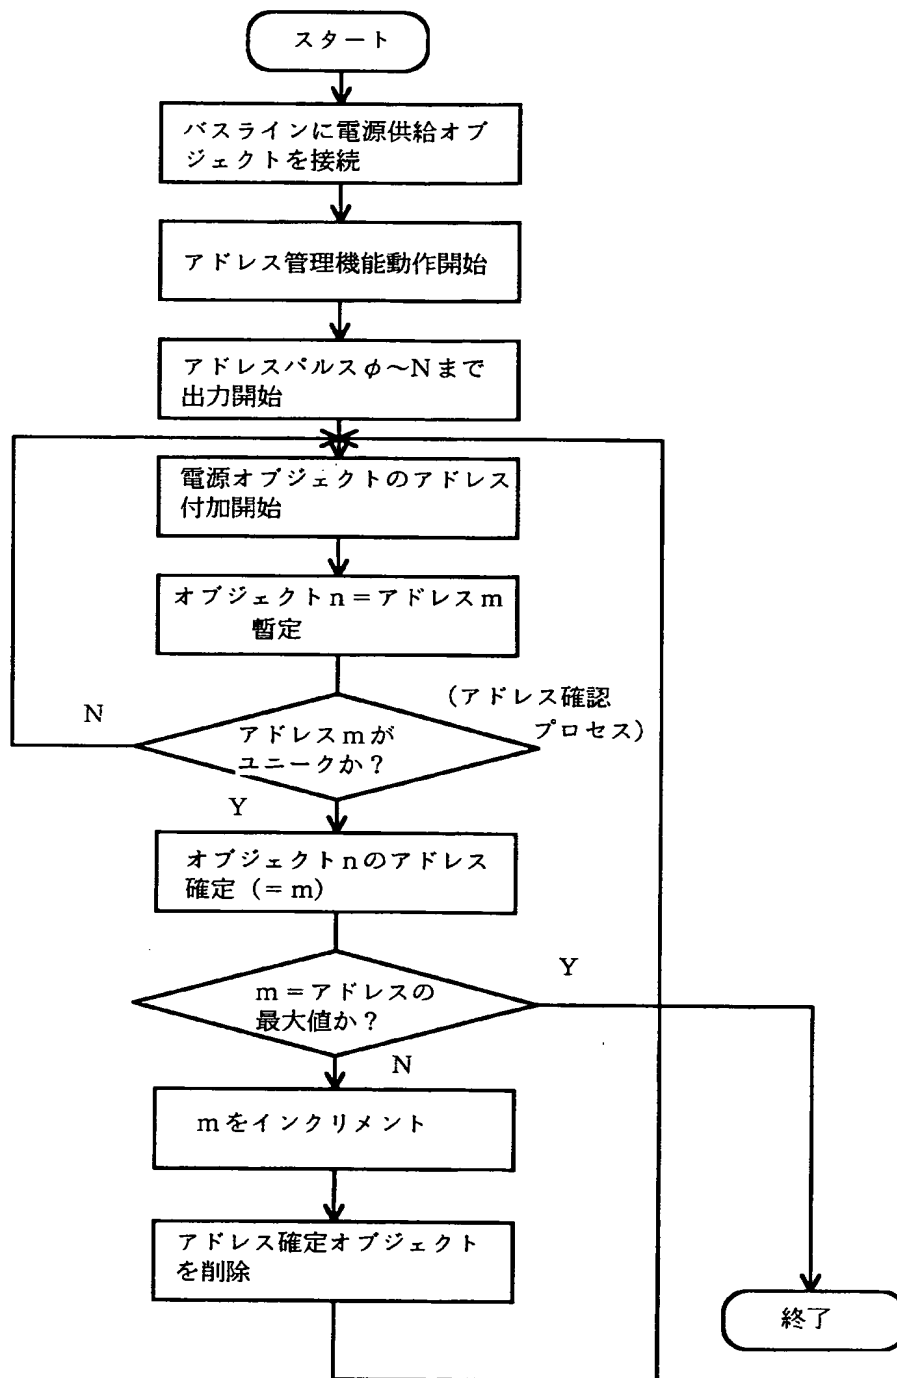 スタート
バスラインに電源供給オブ
ジェクトを接続
アドレス管理機能動作開始
アドレスパルスφ～Nまで
出力開始
電源オブジェクトのアドレス
付加開始
オブジェクトn＝アドレスm
暫定
（アドレス確認
プロセス）
N
アドレスmが
ユニークか？
Y
オブジェクトnのアドレス
確定（＝m）
Y
m＝アドレスの
最大値か？
N
mをインクリメント
アドレス確定オブジェクト
を削除
終了